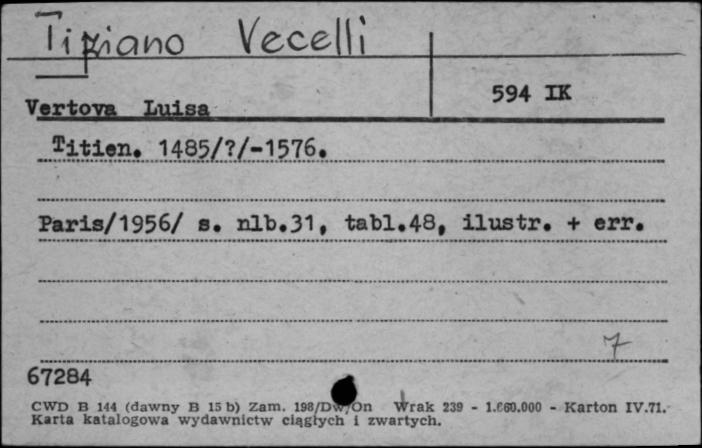 Tiziano Vecelli
594 IK
Vertova Luisa
Titien. 1485/?/-1576.
Paris/1956/ s. nlb.31, tabl.48, ilustr. + err.
7
67284
CWD B 144 (dawny B 15 b) Zam. 198/Dw/On Wrak 239 - 1.660.000 - Karton IV.71.
Karta katalogowa wydawnictw ciągłych i zwartych.